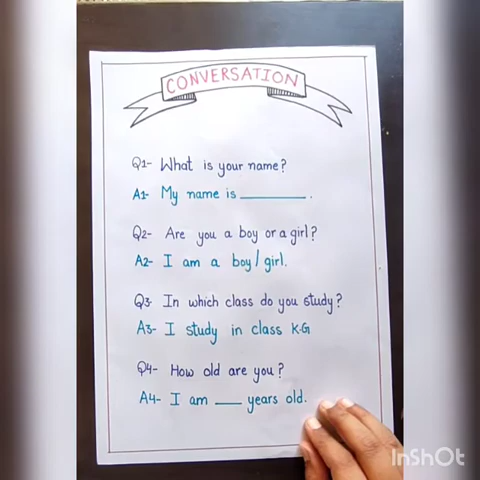 CONVERSATION
Q1- What is your name?
A1- My name is ________.
Q2- Are you a boy or a girl?
A2- I am a boy/girl.
Q3- In which class do you study?
A3- I study in class K-G
Q4- How old are you?
A4- I am ___ years old.
InShOt